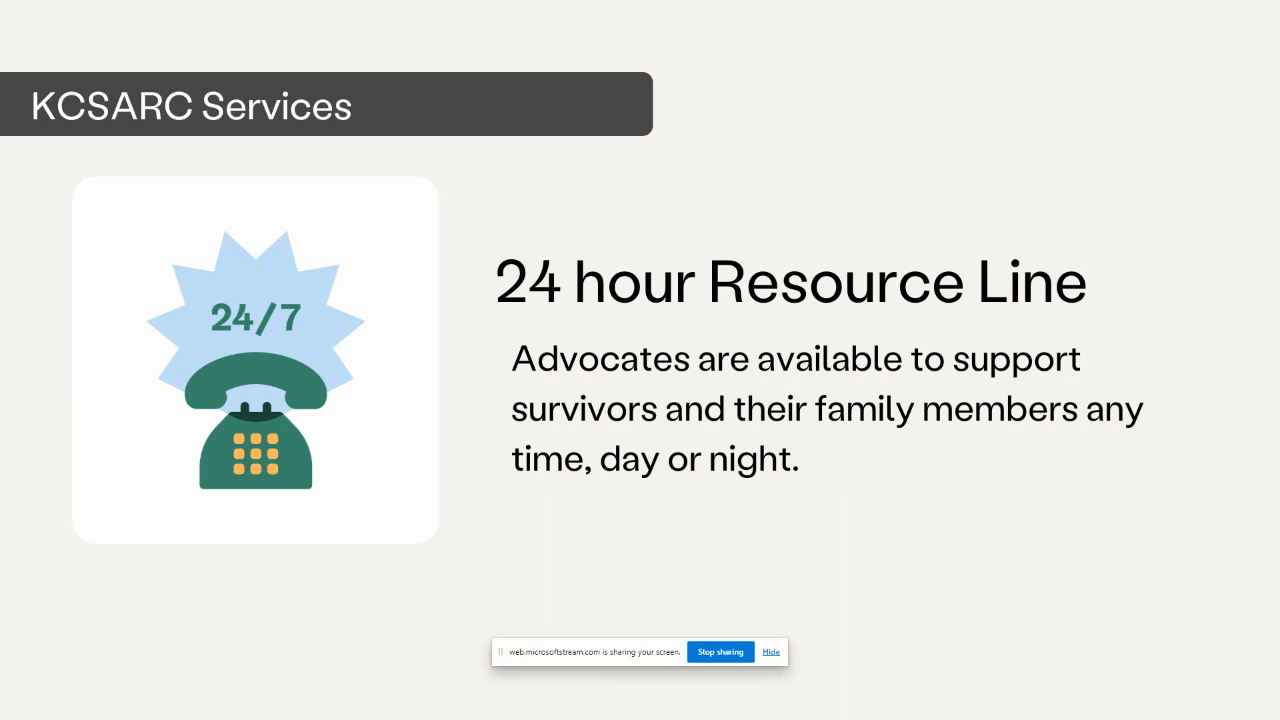 KCSARC Services
24/7
24 hour Resource Line
Advocates are available to support
survivors and their family members any
time, day or night.
web.microsoftstream.com is sharing your screen.
Stop sharing
Hide